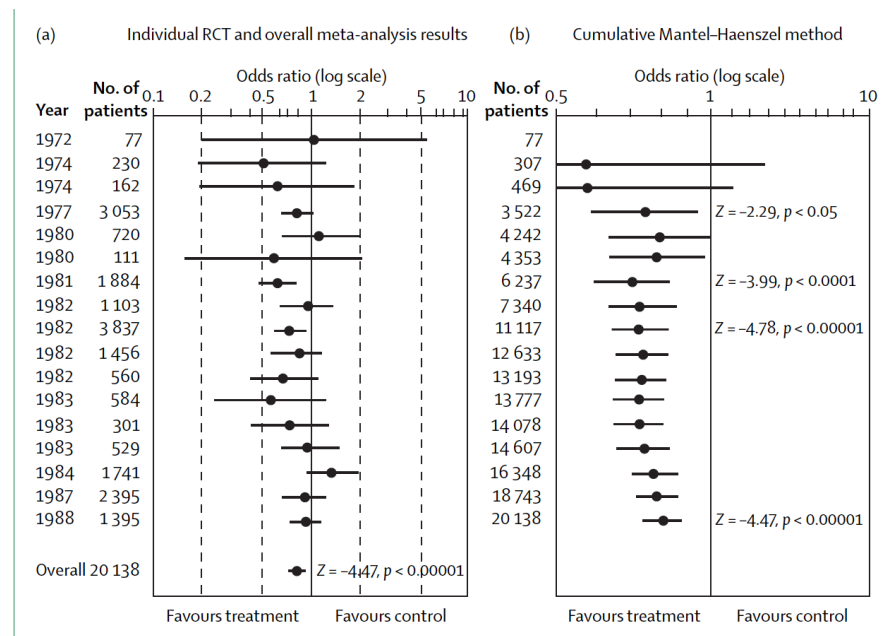 (a) Individual RCT and overall meta-analysis results
Odds ratio (log scale)
Year No. of patients
0.1 0.2 0.5 1 2 5 10
1972 77
1974 230
1974 162
1977 3 053
1980 720
1980 111
1981 1 884
1982 1 103
1982 3 837
1982 1 456
1982 560
1983 584
1983 301
1983 529
1984 1 741
1987 2 395
1988 1 395
Overall 20 138 Z = –4.47, p < 0.00001
Favours treatment Favours control
(b) Cumulative Mantel–Haenszel method
Odds ratio (log scale)
No. of patients
0.5 1 10
77
307
469
3 522 Z = –2.29, p < 0.05
4 242
4 353
6 237 Z = –3.99, p < 0.0001
7 340
11 117 Z = –4.78, p < 0.00001
12 633
13 193
13 777
14 078
14 607
16 348
18 743
20 138 Z = –4.47, p < 0.00001
Favours treatment Favours control